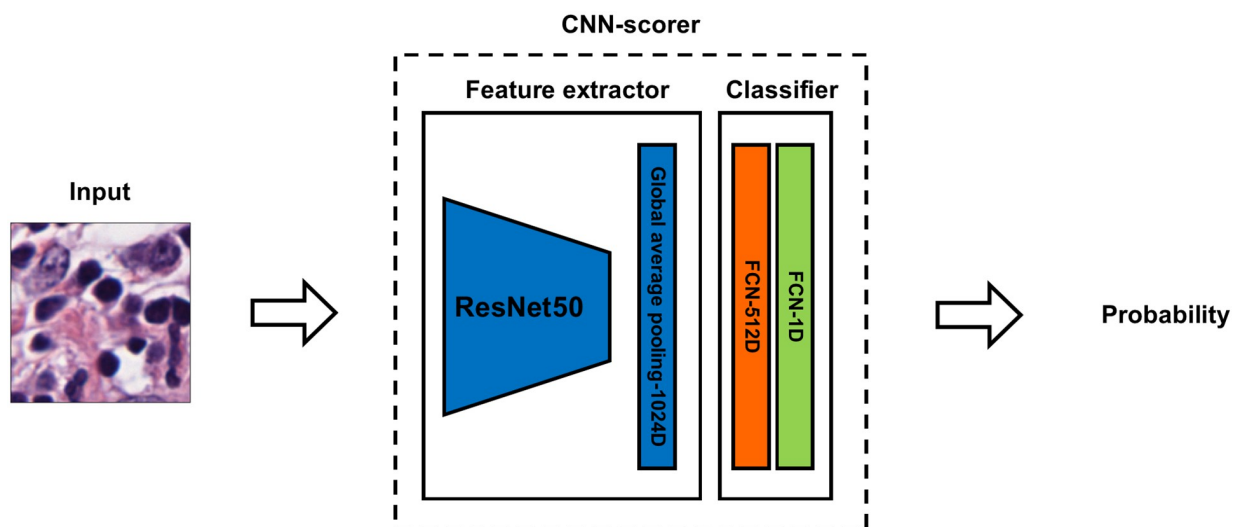 CNN-scorer
Feature extractor
Classifier
Input
ResNet50
Global average pooling-1024D
FCN-512D
FCN-1D
Probability